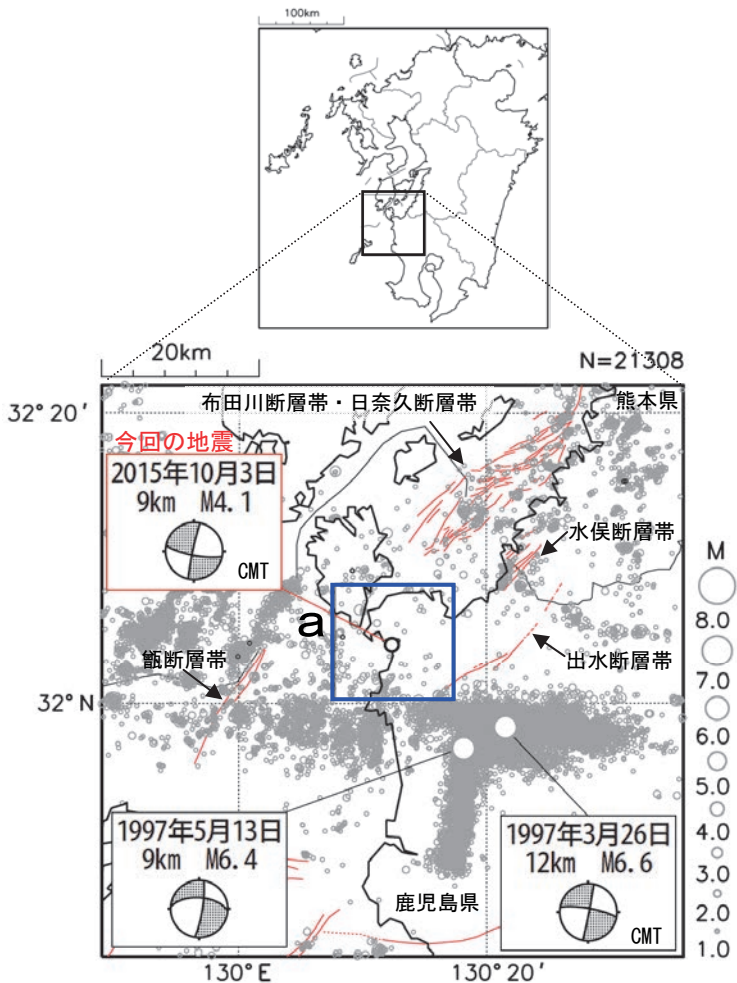 100km
20km
N=21308
32°20′
布田川断層帯・日奈久断層帯
熊本県
今回の地震
2015年10月3日
9km M4.1
CMT
水俣断層帯
a
甑断層帯
出水断層帯
32°N
M
8.0
7.0
6.0
5.0
4.0
3.0
2.0
1.0
1997年5月13日
9km M6.4
1997年3月26日
12km M6.6
CMT
鹿児島県
130°E
130°20′